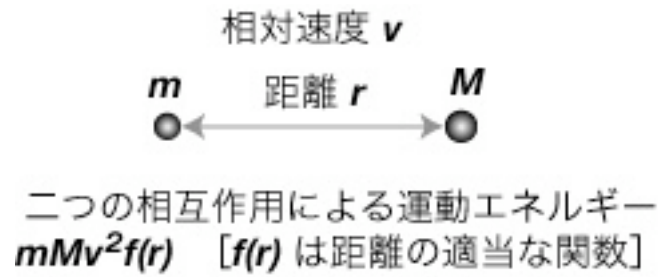 相対速度 v
m 距離 r M
二つの相互作用による運動エネルギー
mMv²f(r) [f(r) は距離の適当な関数]